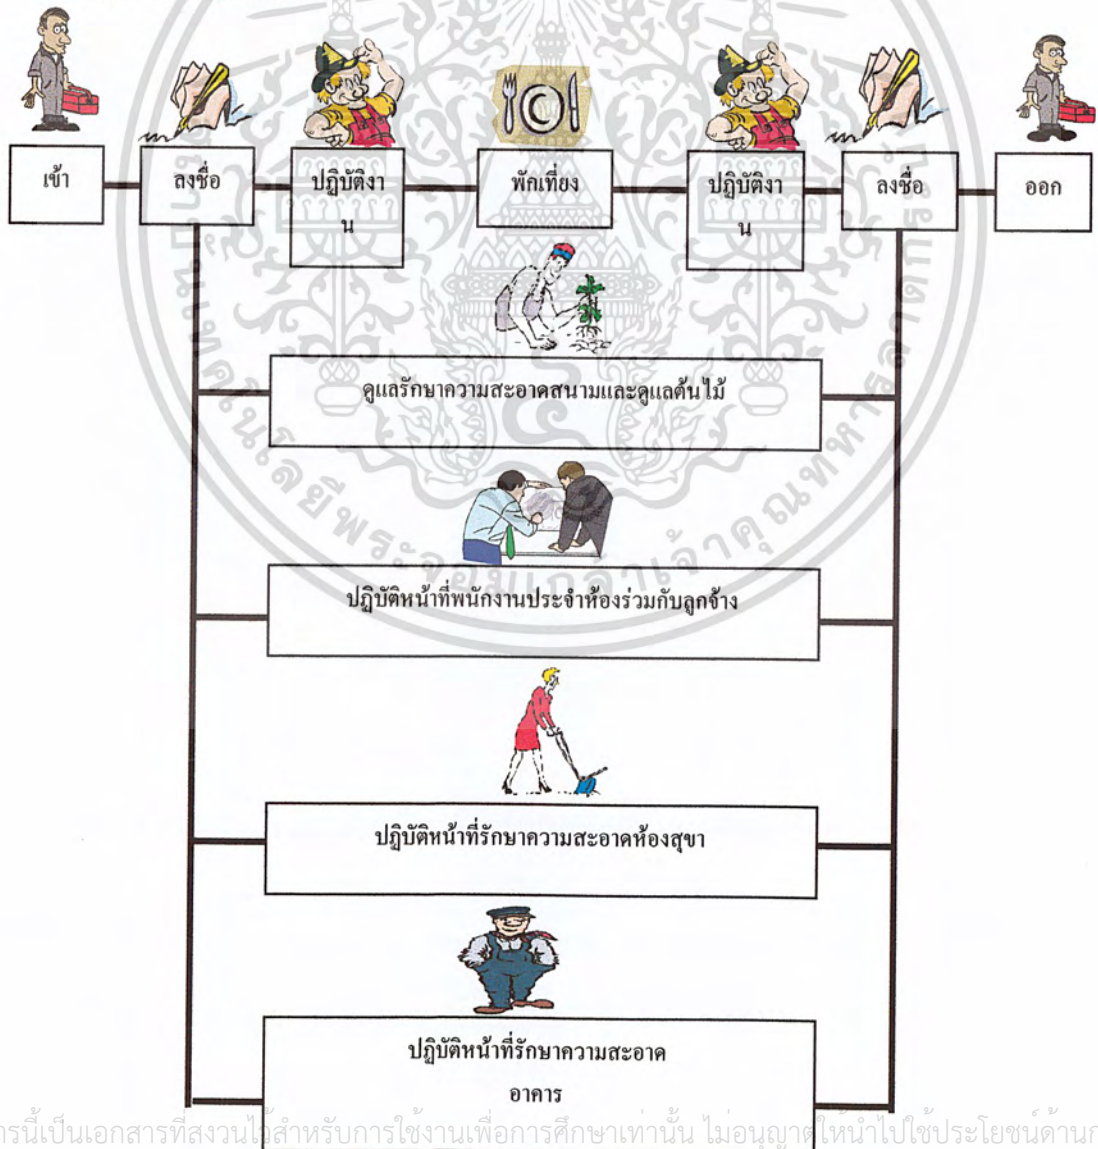 เข้า
ลงชื่อ
ปฏิบัติงา
น
พักเที่ยง
ปฏิบัติงา
น
ลงชื่อ
ออก
ดูแลรักษาความสะอาดสนามและดูแลต้นไม้
ปฏิบัติหน้าที่พนักงานประจำห้องร่วมกับลูกจ้าง
ปฏิบัติหน้าที่รักษาความสะอาดห้องสุขา
ปฏิบัติหน้าที่รักษาความสะอาด
อาคาร
ารนี้เป็นเอกสารที่สงวนไว้สำหรับการใช้งานเพื่อการศึกษาเท่านั้น ไม่อนุญาตให้นำไปใช้ประโยชน์ด้านก